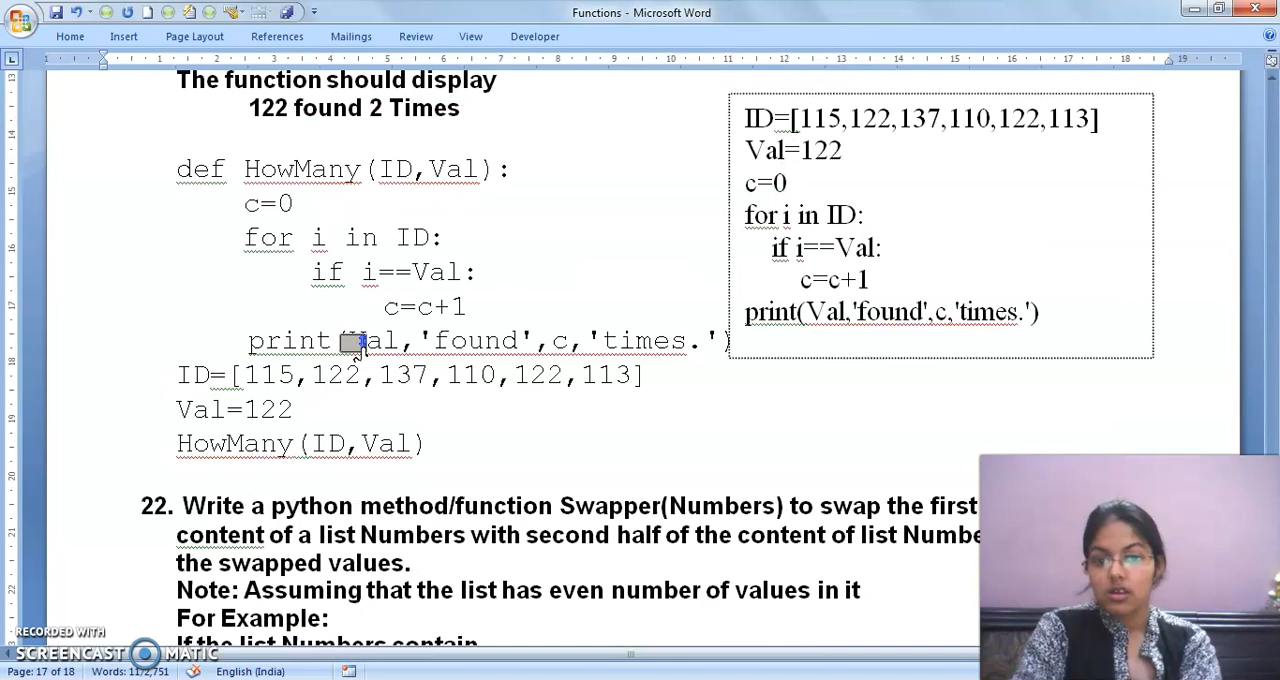 Functions - Microsoft Word
Home Insert Page Layout References Mailings Review View Developer
The function should display
122 found 2 Times
def HowMany(ID,Val):
c=0
for i in ID:
if i==Val:
c=c+1
print(Val,'found',c,'times.')
ID=[115,122,137,110,122,113]
Val=122
HowMany(ID,Val)
ID=[115,122,137,110,122,113]
Val=122
c=0
for i in ID:
if i==Val:
c=c+1
print(Val,'found',c,'times.')
22. Write a python method/function Swapper(Numbers) to swap the first
content of a list Numbers with second half of the content of list
the swapped values.
Note: Assuming that the list has even number of values in it
For Example:
If the list Numbers contain
RECORDED WITH
SCREENCAST MATIC
Page: 17 of 18 Words: 11/2,751 English (India)